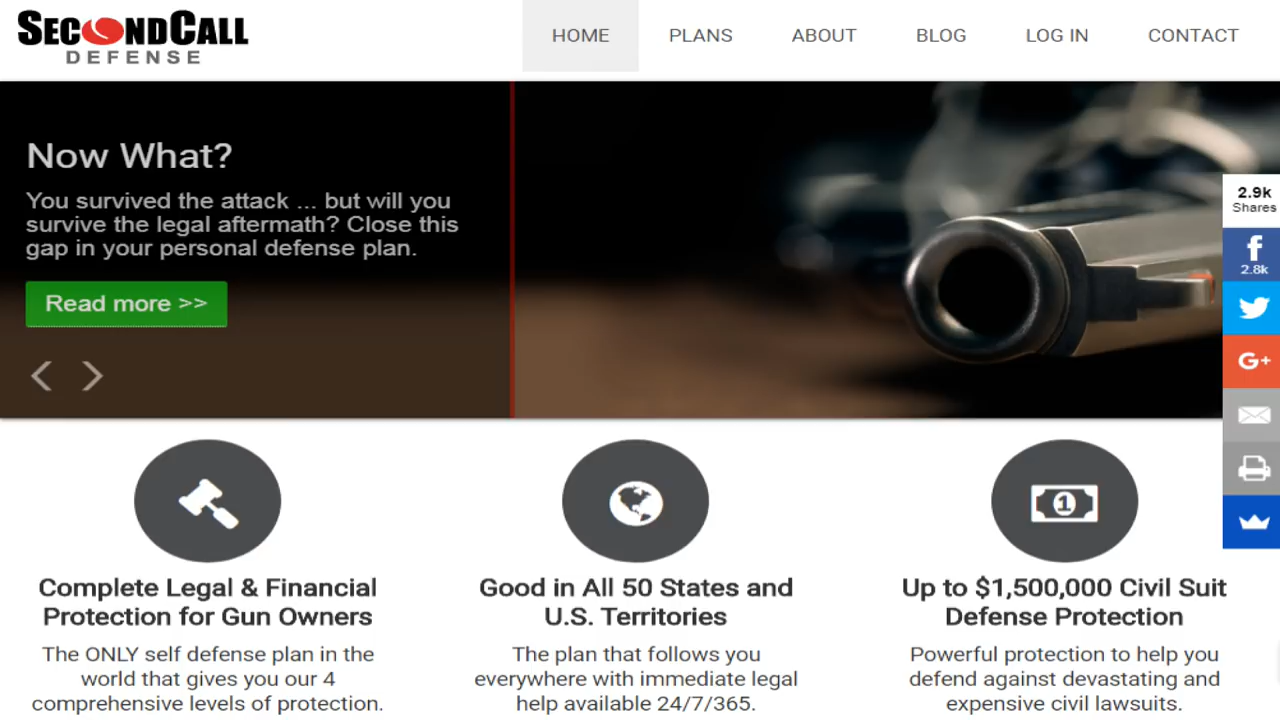 SECONDCALL
DEFENSE
HOME PLANS ABOUT BLOG LOG IN CONTACT
Now What?
You survived the attack ... but will you
survive the legal aftermath? Close this
gap in your personal defense plan.
Read more >>
2.9k
Shares
f
2.8k
G+
1
Complete Legal & Financial
Protection for Gun Owners
The ONLY self defense plan in the
world that gives you our 4
comprehensive levels of protection.
Good in All 50 States and
U.S. Territories
The plan that follows you
everywhere with immediate legal
help available 24/7/365.
Up to $1,500,000 Civil Suit
Defense Protection
Powerful protection to help you
defend against devastating and
expensive civil lawsuits.